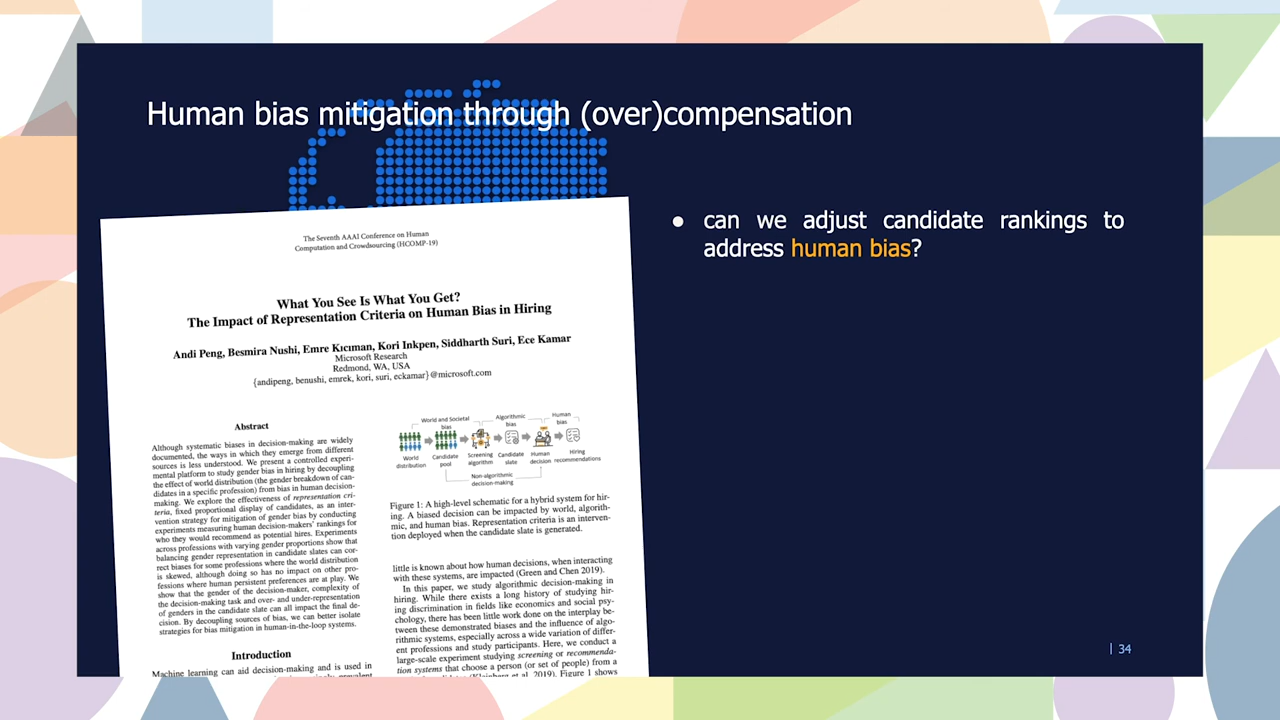 Human bias mitigation through (over)compensation
● can we adjust candidate rankings to
address human bias?
The Seventh AAAI Conference on Human
Computation and Crowdsourcing (HCOMP-19)
What You See Is What You Get?
The Impact of Representation Criteria on Human Bias in Hiring
Andi Peng, Besmira Nushi, Emre Kıcıman, Kori Inkpen, Siddharth Suri, Ece Kamar
Microsoft Research
Redmond, WA, USA
{andipeng, benushi, emrek, kori, suri, eckamar}@microsoft.com
Abstract
Although systematic biases in decision-making are widely
documented, the ways in which they emerge from different
sources is less understood. We present a controlled experi-
mental platform to study gender bias in hiring by decoupling
the effect of world distribution (the gender breakdown of can-
didates in a specific profession) from bias in human decision-
making. We explore the effectiveness of representation cri-
teria, fixed proportional display of candidates, as an inter-
vention strategy for mitigation of gender bias by conducting
experiments measuring human decision-makers' rankings for
who they would recommend as potential hires. Experiments
across professions with varying gender proportions show that
balancing gender representation in candidate slates can cor-
rect biases for some professions where the world distribution
is skewed, although doing so has no impact on other pro-
fessions where human persistent preferences are at play. We
show that the gender of the decision-maker, complexity of
the decision-making task and over- and under-representation
of genders in the candidate slate can all impact the final de-
cision. By decoupling sources of bias, we can better isolate
strategies for bias mitigation in human-in-the-loop systems.
Introduction
Machine learning can aid decision-making and is used in
World and Societal
bias
Algorithmic
bias
Human
bias
World
distribution
Candidate
pool
Screening
algorithm
Candidate
slate
Human
decision
Hiring
recommendations
Non-algorithmic
decision-making
Figure 1: A high-level schematic for a hybrid system for hir-
ing. A biased decision can be impacted by world, algorith-
mic, and human bias. Representation criteria is an interven-
tion deployed when the candidate slate is generated.
little is known about how human decisions, when interacting
with these systems, are impacted (Green and Chen 2019).
In this paper, we study algorithmic decision-making in
hiring. While there exists a long history of studying hir-
ing discrimination in fields like economics and social psy-
chology, there has been little work done on the interplay be-
tween these demonstrated biases and the influence of algo-
rithmic systems, especially across a wide variation of differ-
ent professions and study participants. Here, we conduct a
large-scale experiment studying screening or recommenda-
tion systems that choose a person (or set of people) from a
(Kleinberg et al. 2019). Figure 1 shows
| 34